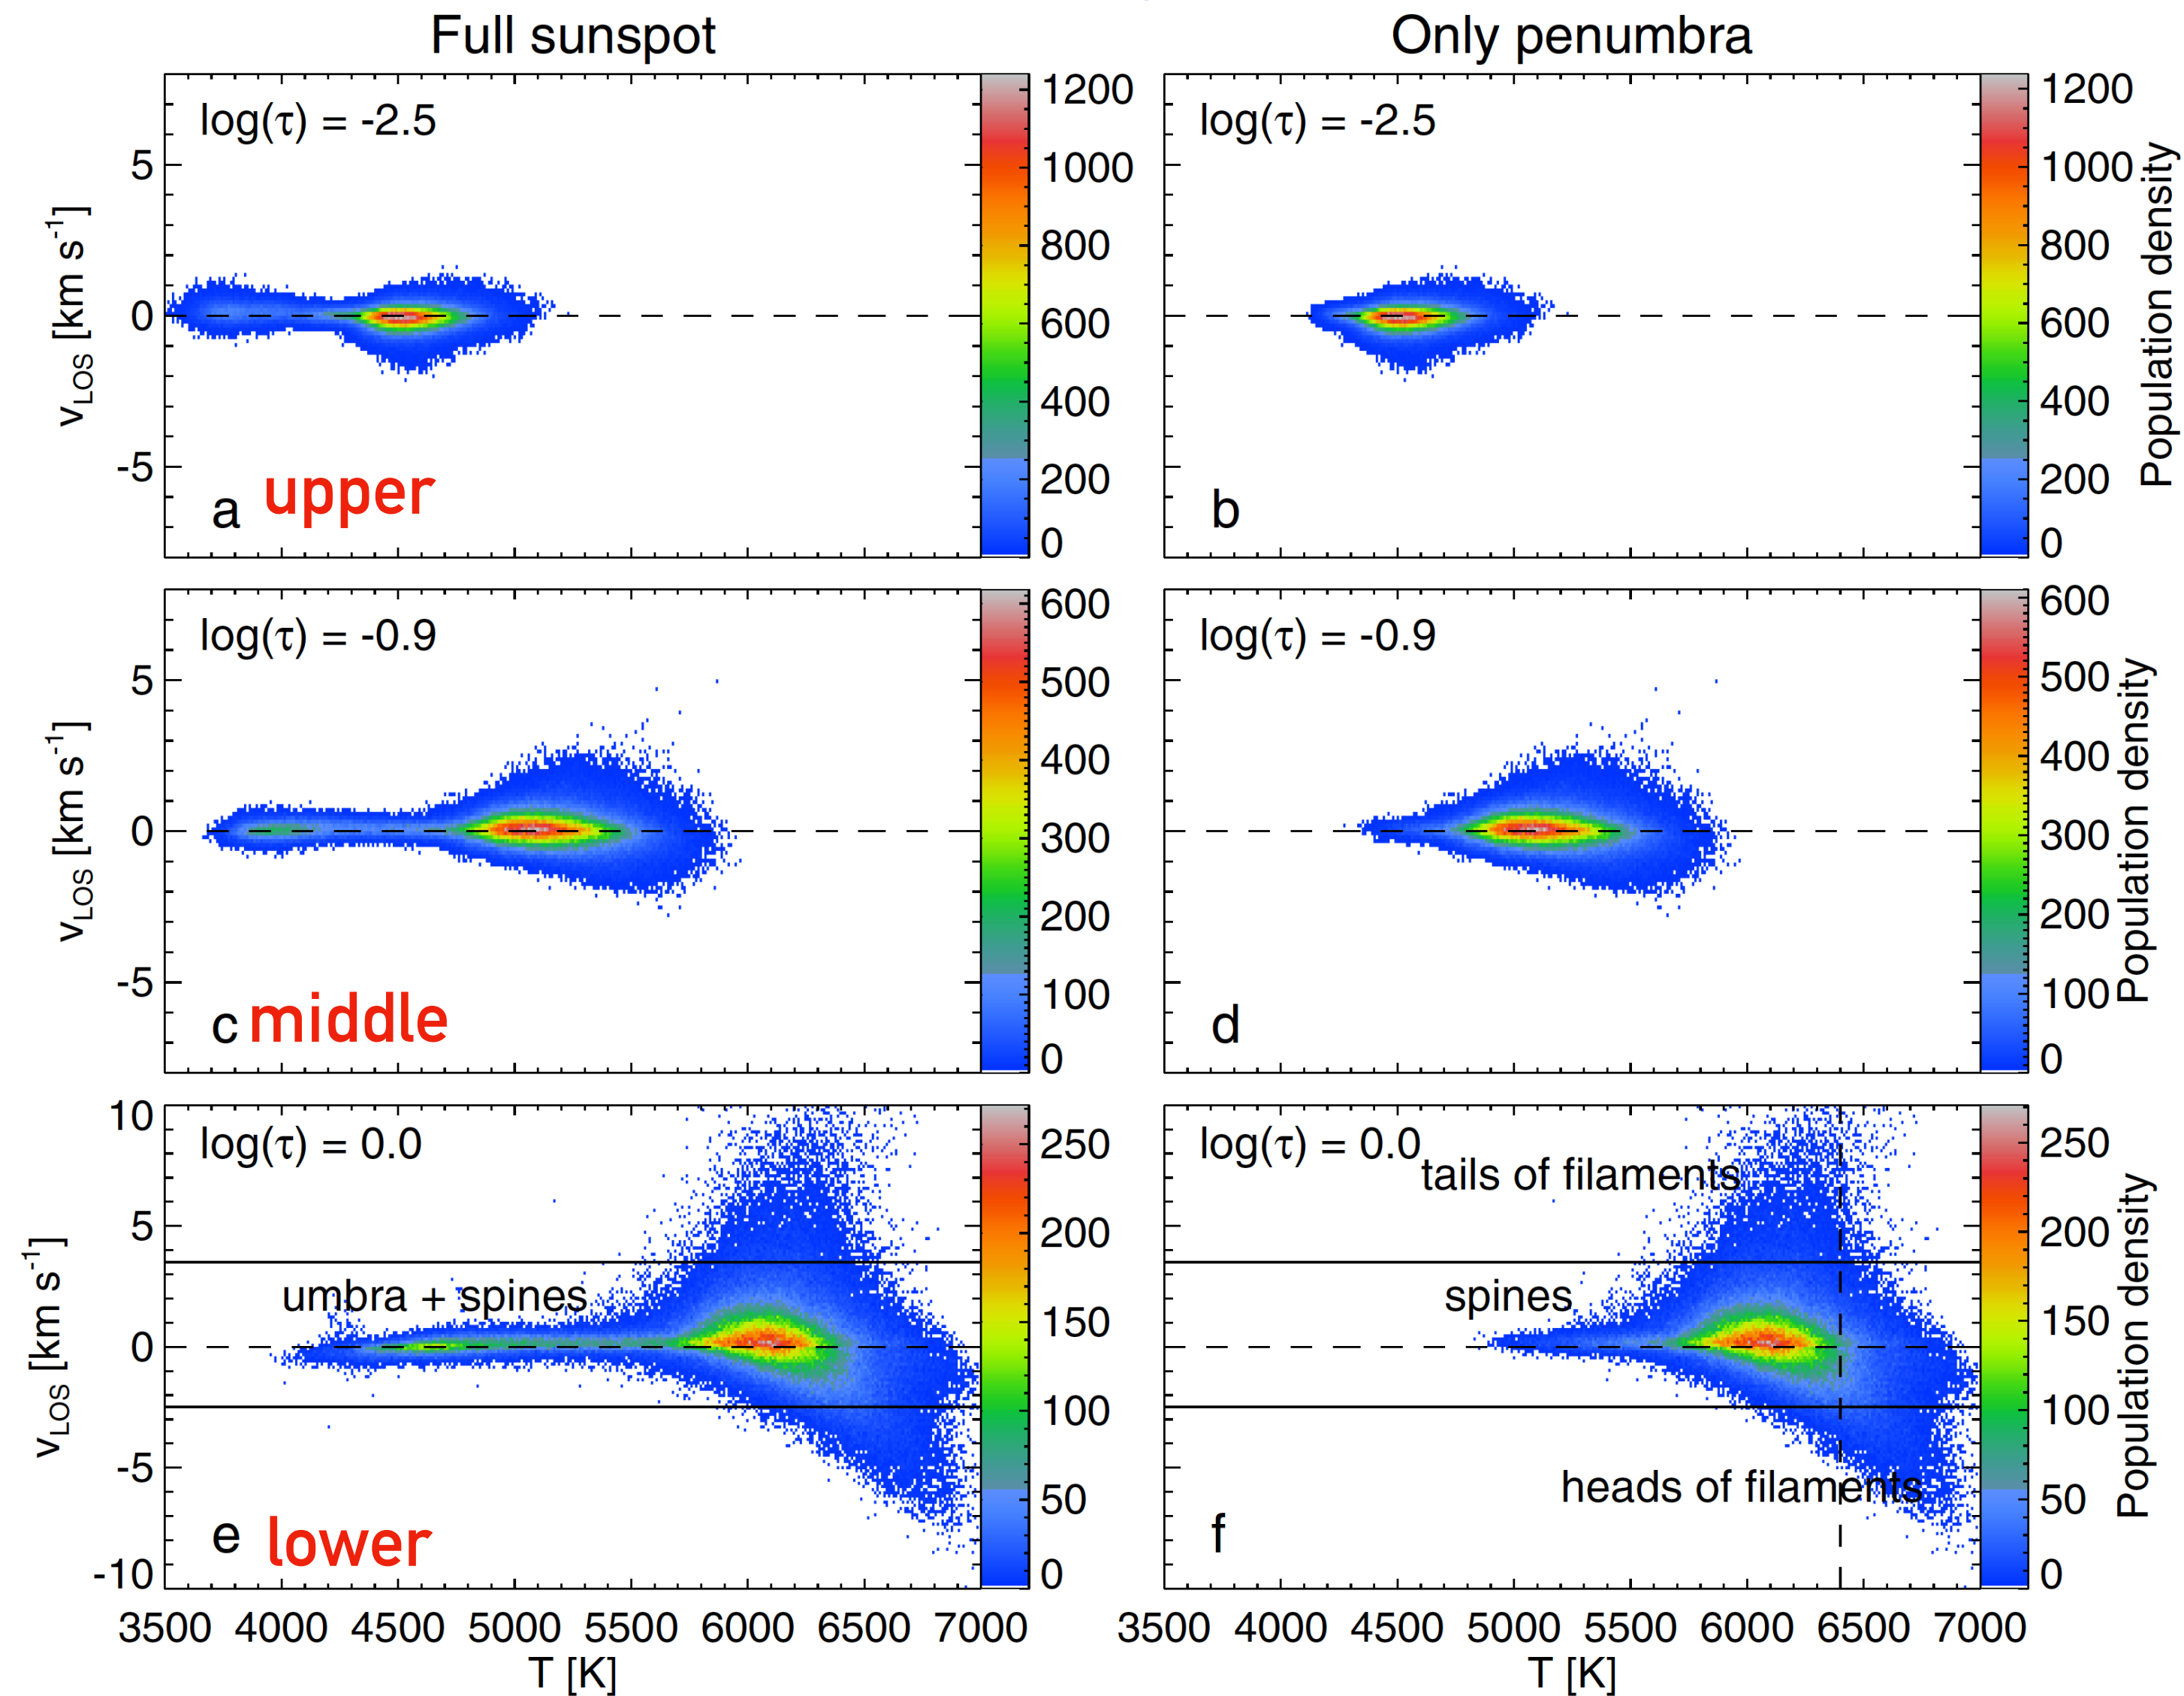 Full sunspot
Only penumbra
log(τ) = -2.5
5
0
-5
v_LOS [km s^-1]
a upper
1200
1000
800
600
400
200
0
log(τ) = -2.5
b
1200
1000
800
600
400
200
0
Population density
log(τ) = -0.9
5
0
-5
v_LOS [km s^-1]
c middle
600
500
400
300
200
100
0
log(τ) = -0.9
d
600
500
400
300
200
100
0
Population density
log(τ) = 0.0
10
5
0
-5
-10
v_LOS [km s^-1]
umbra + spines
e lower
250
200
150
100
50
0
3500 4000 4500 5000 5500 6000 6500 7000
T [K]
log(τ) = 0.0
tails of filaments
spines
heads of filaments
f
250
200
150
100
50
0
Population density
3500 4000 4500 5000 5500 6000 6500 7000
T [K]